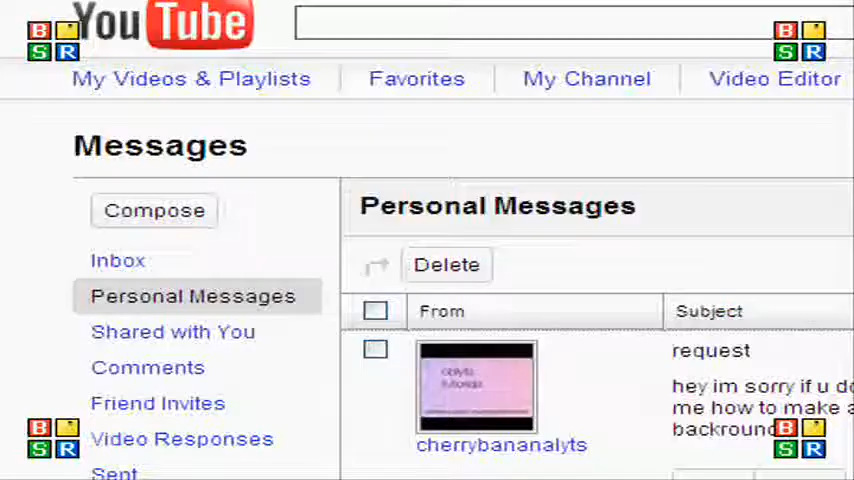 YouTube
My Videos & Playlists
Favorites
My Channel
Video Editor
Messages
Compose
Personal Messages
Inbox
Delete
Personal Messages
From
Subject
Shared with You
request
Comments
hey im sorry if u do
me how to make a
Friend Invites
backround
Video Responses
cherrybananalyts
Sent
B
S R
B
S R
B
S R
B
S R